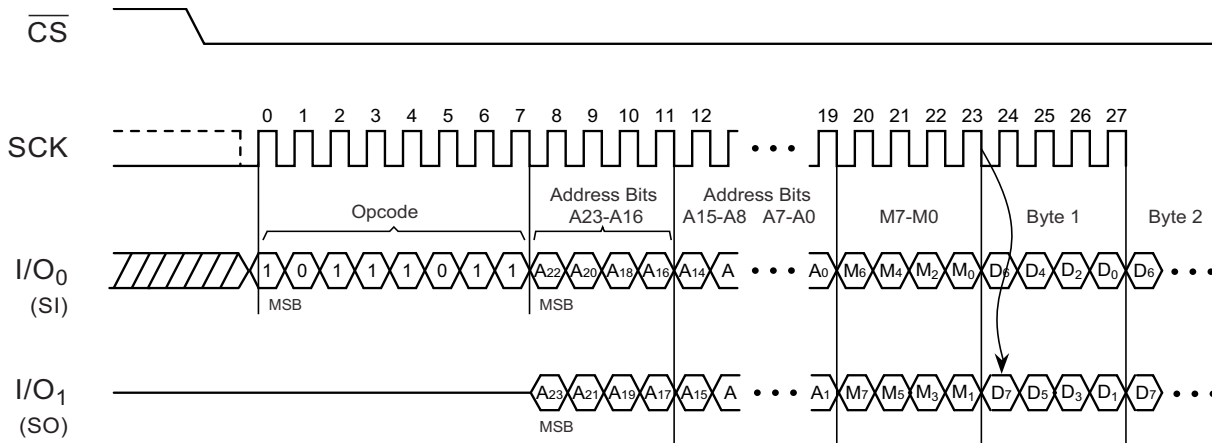 CS
0 1 2 3 4 5 6 7 8 9 10 11 12 19 20 21 22 23 24 25 26 27
SCK
Opcode
Address Bits
A23-A16
Address Bits
A15-A8 A7-A0
M7-M0
Byte 1
Byte 2
I/O0
(SI)
1 0 1 1 1 0 1 1 A22 A20 A18 A16 A14 A A0 M6 M4 M2 M0 D6 D4 D2 D0 D6
MSB
MSB
I/O1
(SO)
A23 A21 A19 A17 A15 A A1 M7 M5 M3 M1 D7 D5 D3 D1 D7
MSB